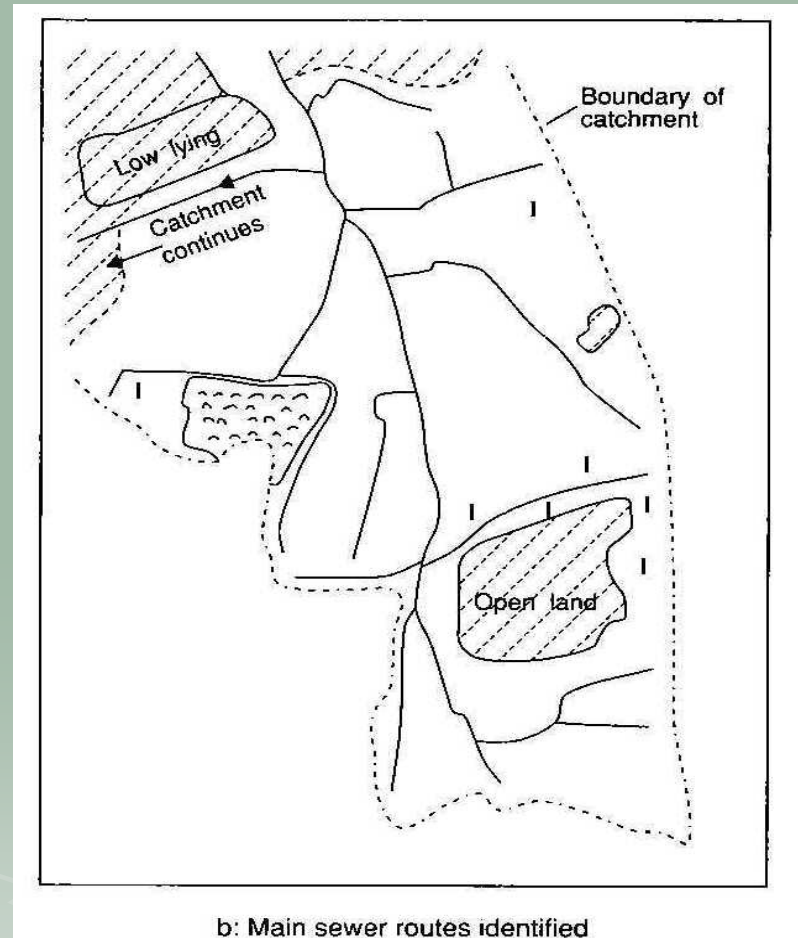 Boundary of
catchment
Low lying
Catchment
continues
I
I
I
I
I
I
I
Open land
b: Main sewer routes identified